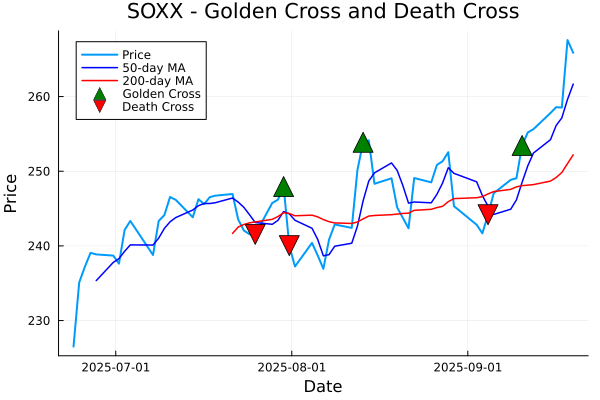 SOXX - Golden Cross and Death Cross
Price
50-day MA
200-day MA
Golden Cross
Death Cross
260
250
240
230
Price
2025-07-01
2025-08-01
2025-09-01
Date